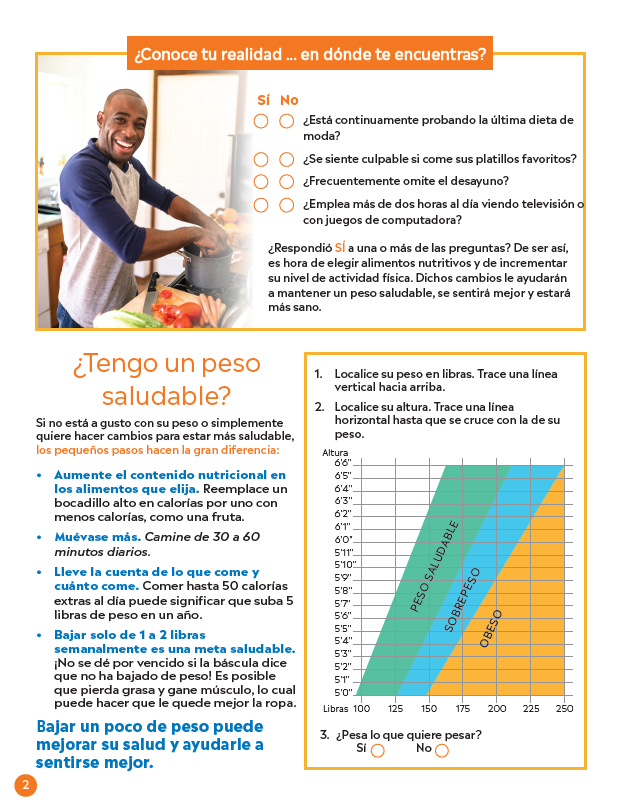 ¿Conoce tu realidad ... en dónde te encuentras?
Sí No
¿Está continuamente probando la última dieta de
moda?
¿Se siente culpable si come sus platillos favoritos?
¿Frecuentemente omite el desayuno?
¿Emplea más de dos horas al día viendo televisión o
con juegos de computadora?
¿Respondió SÍ a una o más de las preguntas? De ser así,
es hora de elegir alimentos nutritivos y de incrementar
su nivel de actividad física. Dichos cambios le ayudarán
a mantener un peso saludable, se sentirá mejor y estará
más sano.
¿Tengo un peso
saludable?
Si no está a gusto con su peso o simplemente
quiere hacer cambios para estar más saludable,
los pequeños pasos hacen la gran diferencia:
• Aumente el contenido nutricional en
los alimentos que elija. Reemplace un
bocadillo alto en calorías por uno con
menos calorías, como una fruta.
• Muévase más. Camine de 30 a 60
minutos diarios.
• Lleve la cuenta de lo que come y
cuánto come. Comer hasta 50 calorías
extras al día puede significar que suba 5
libras de peso en un año.
• Bajar solo de 1 a 2 libras
semanalmente es una meta saludable.
¡No se dé por vencido si la báscula dice
que no ha bajado de peso! Es posible
que pierda grasa y gane músculo, lo cual
puede hacer que le quede mejor la ropa.
Bajar un poco de peso puede
mejorar su salud y ayudarle a
sentirse mejor.
1. Localice su peso en libras. Trace una línea
vertical hacia arriba.
2. Localice su altura. Trace una línea
horizontal hasta que se cruce con la de su
peso.
Altura
6'6"
6'5"
6'4"
6'3"
6'2"
6'1"
6'0"
5'11"
5'10"
5'9"
5'8"
5'7"
5'6"
5'5"
5'4"
5'3"
5'2"
5'1"
5'0"
PESO SALUDABLE
SOBREPESO
OBESO
Libras 100 125 150 175 200 225 250
3. ¿Pesa lo que quiere pesar?
Sí No
2